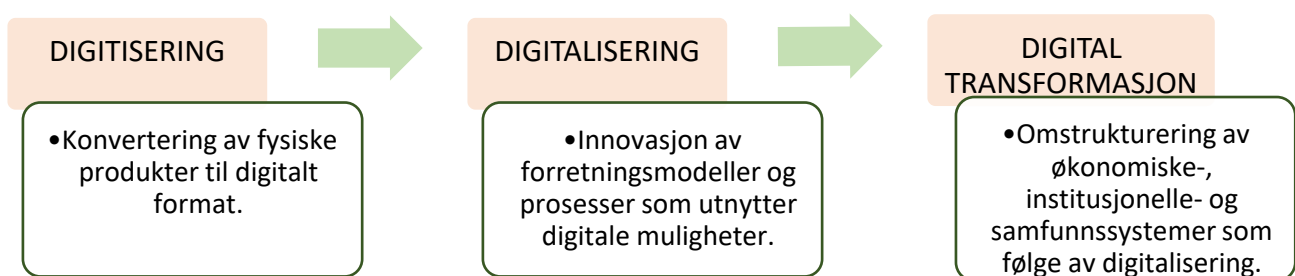 DIGITISERING
•Konvertering av fysiske
produkter til digitalt
format.
DIGITALISERING
•Innovasjon av
forretningsmodeller og
prosesser som utnytter
digitale muligheter.
DIGITAL
TRANSFORMASJON
•Omstrukturering av
økonomiske-,
institusjonelle- og
samfunnssystemer som
følge av digitalisering.